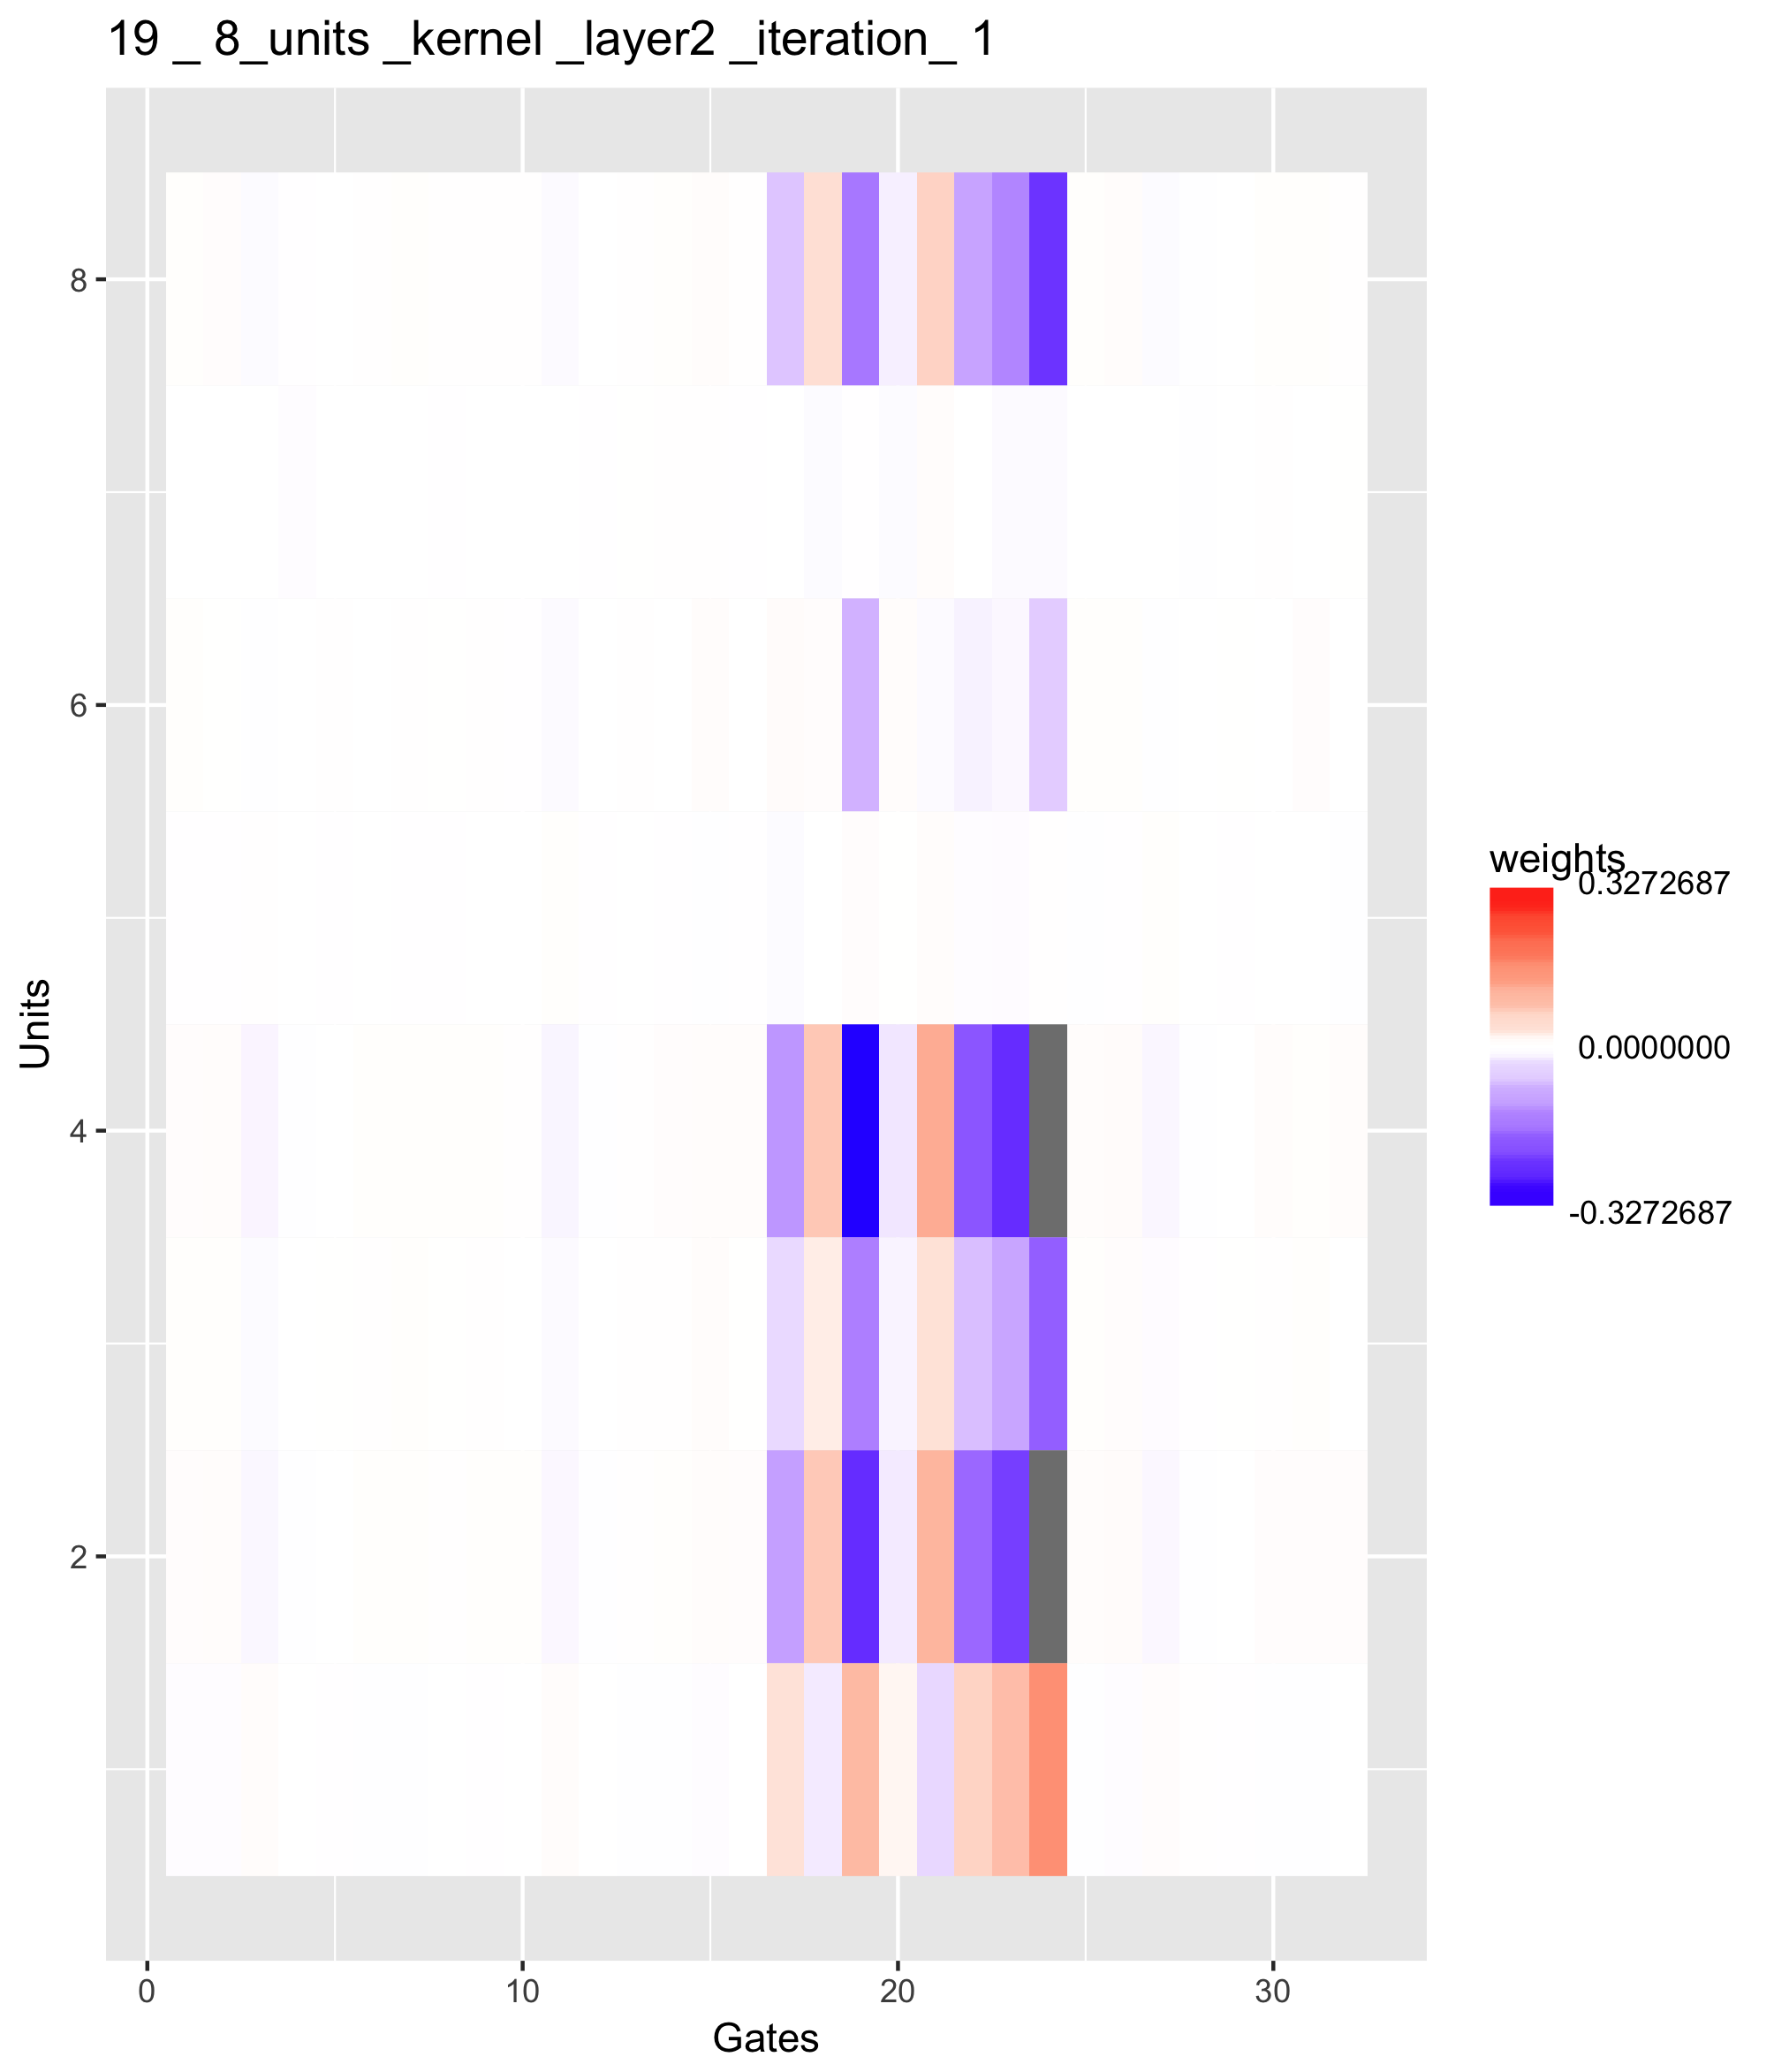 19 _ 8_units _kernel _layer2 _iteration_ 1
8
6
4
2
Units
0
10
20
30
Gates
weights
0.3272687
0.0000000
-0.3272687